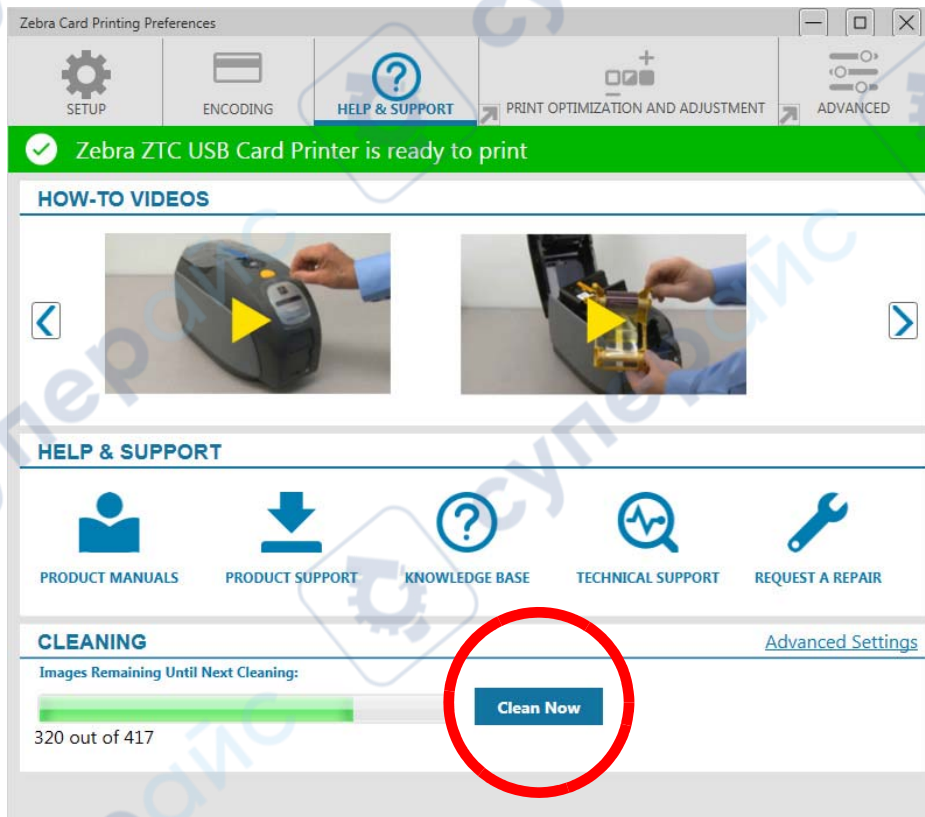 Zebra Card Printing Preferences
SETUP
ENCODING
HELP & SUPPORT
PRINT OPTIMIZATION AND ADJUSTMENT
ADVANCED
Zebra ZTC USB Card Printer is ready to print
HOW-TO VIDEOS
HELP & SUPPORT
PRODUCT MANUALS
PRODUCT SUPPORT
KNOWLEDGE BASE
TECHNICAL SUPPORT
REQUEST A REPAIR
CLEANING
Advanced Settings
Images Remaining Until Next Cleaning:
Clean Now
320 out of 417
суперайс